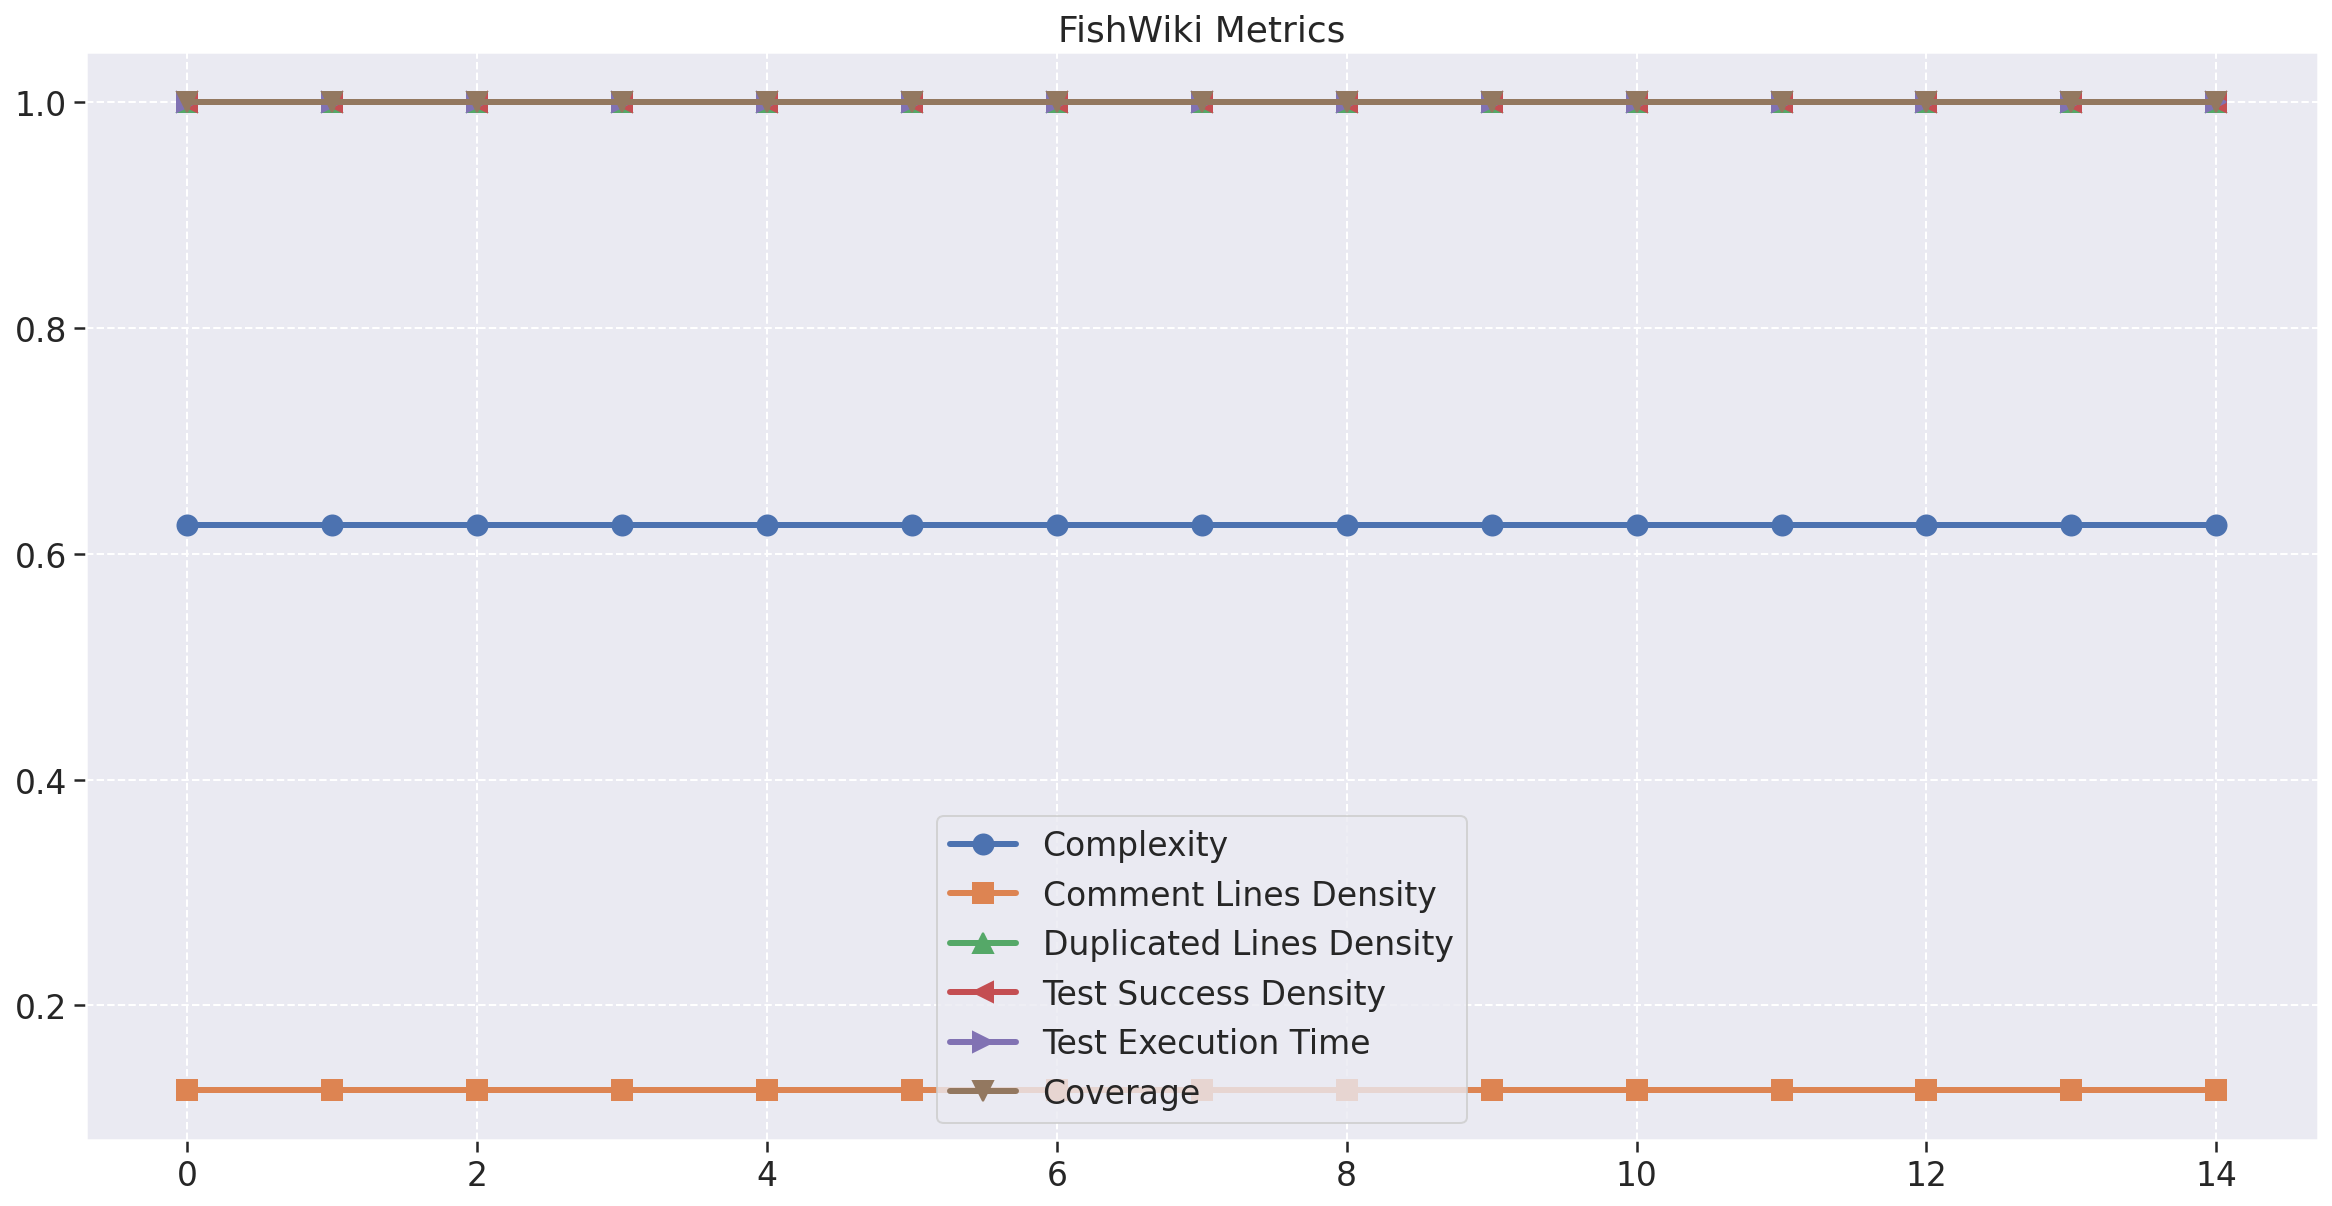 FishWiki Metrics
1.0
0.8
0.6
0.4
0.2
Complexity
Comment Lines Density
Duplicated Lines Density
Test Success Density
Test Execution Time
Coverage
0 2 4 6 8 10 12 14